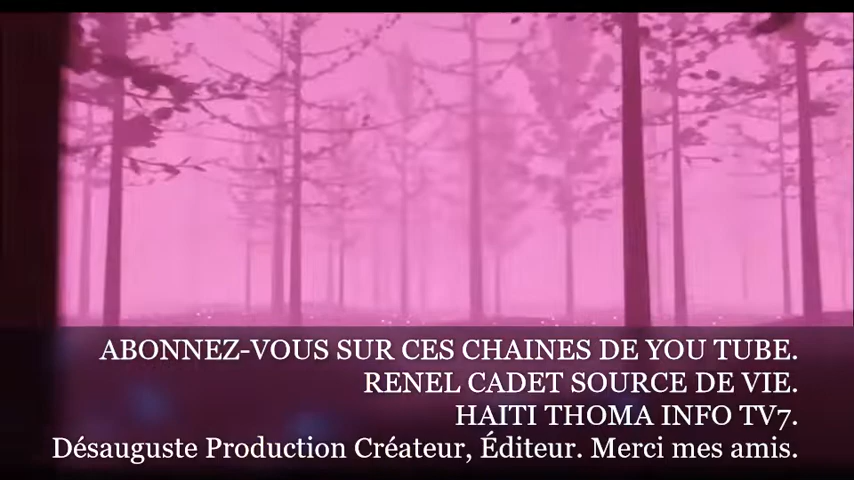 ABONNEZ-VOUS SUR CES CHAINES DE YOU TUBE.
RENEL CADET SOURCE DE VIE.
HAITI THOMA INFO TV7.
Désauguste Production Créateur, Éditeur. Merci mes amis.